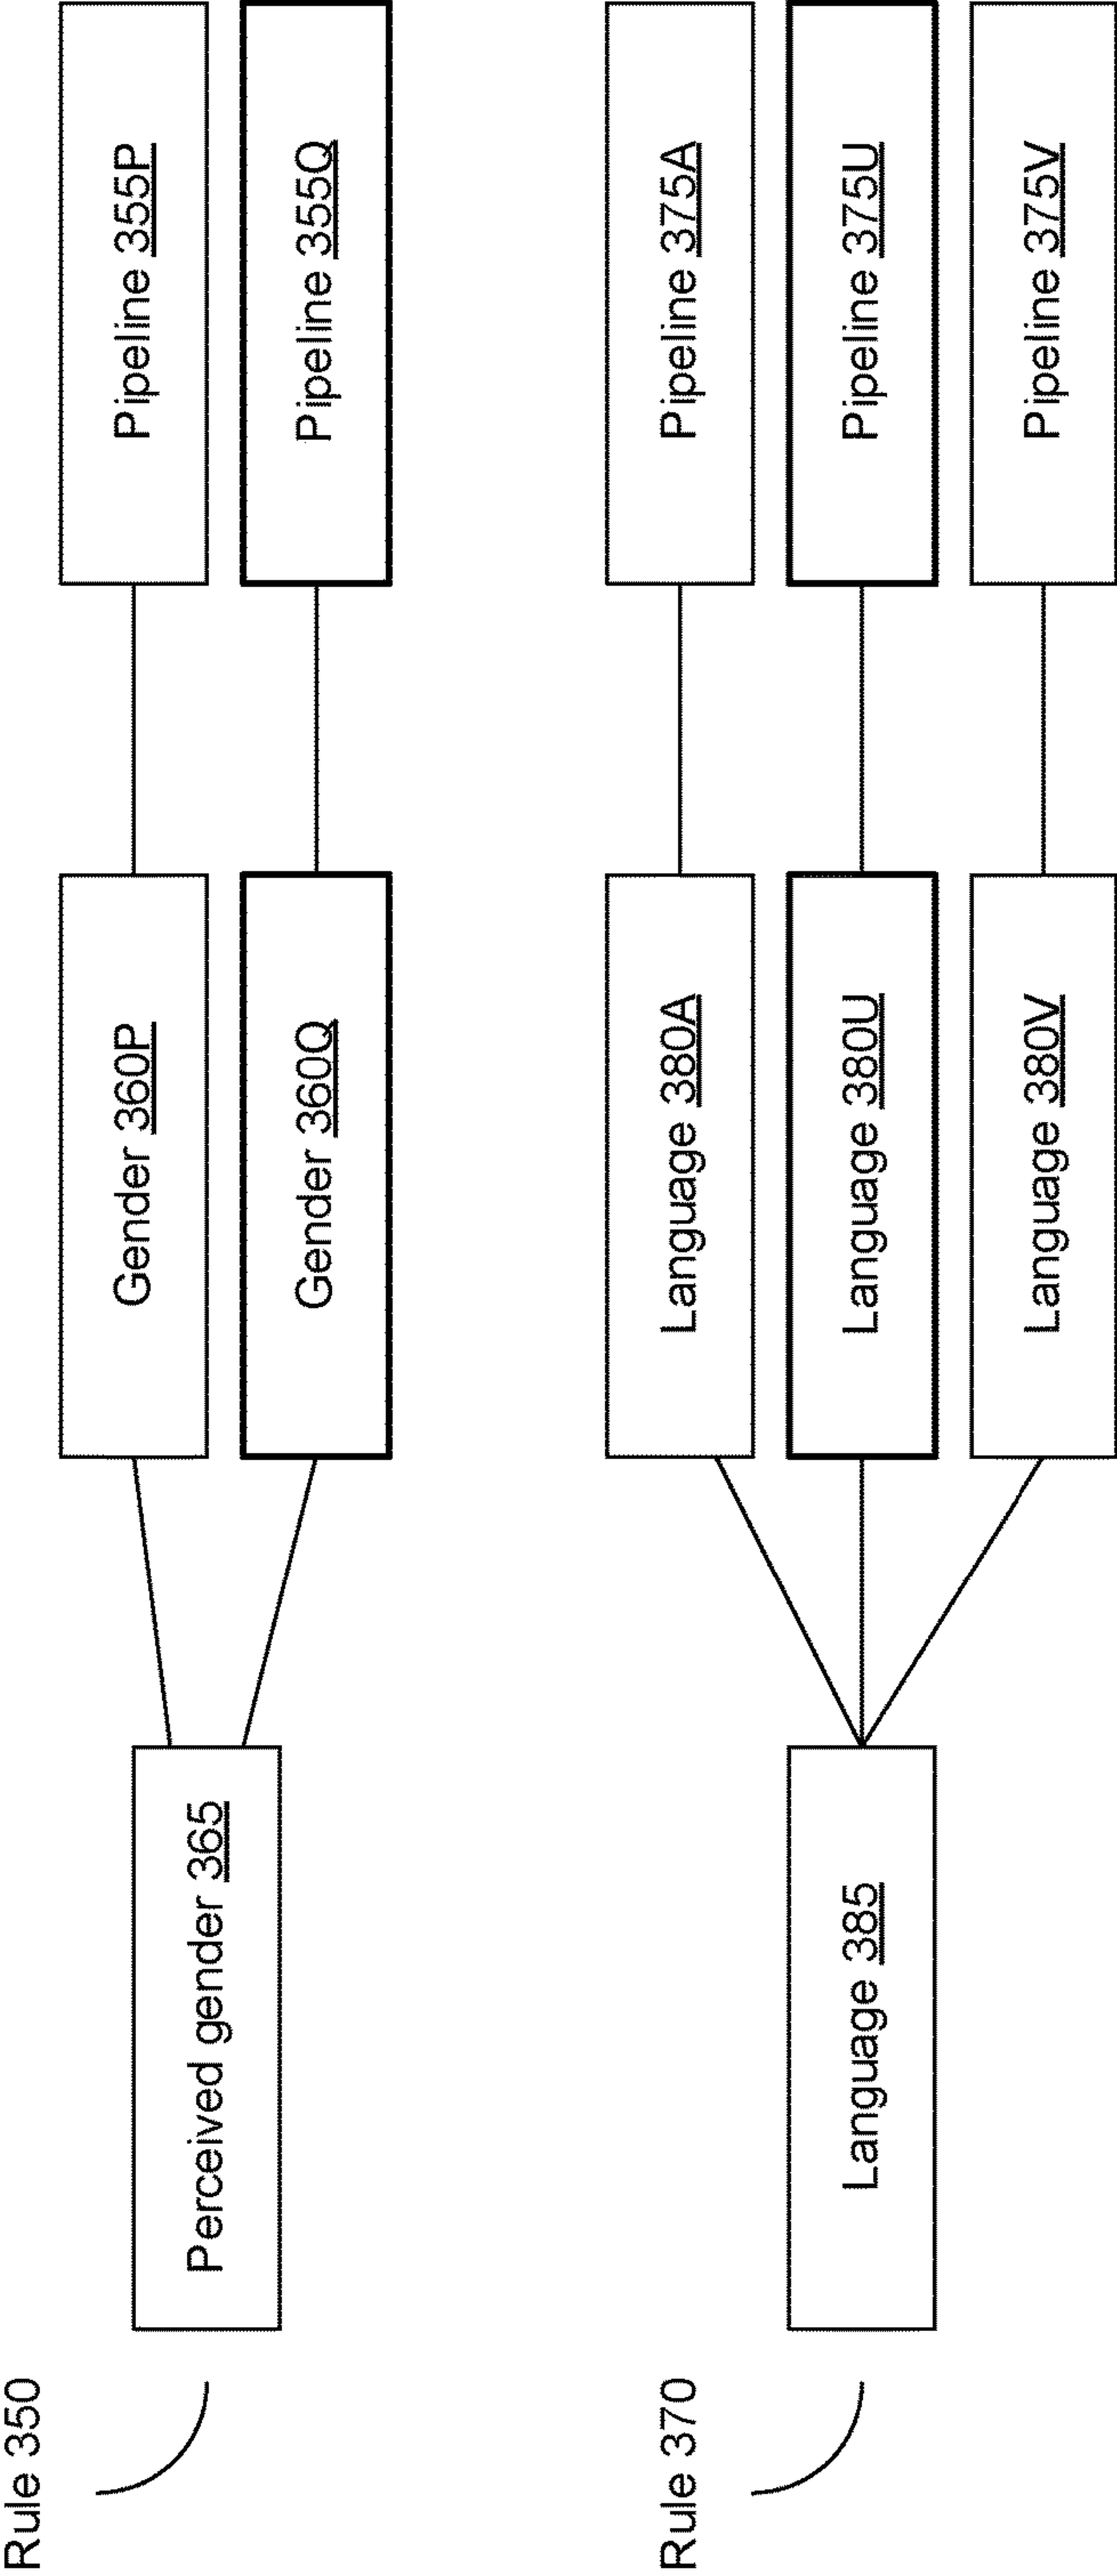 Rule 350
Perceived gender 365
Gender 360P
Pipeline 355P
Gender 360Q
Pipeline 355Q
Rule 370
Language 385
Language 380A
Pipeline 375A
Language 380U
Pipeline 375U
Language 380V
Pipeline 375V